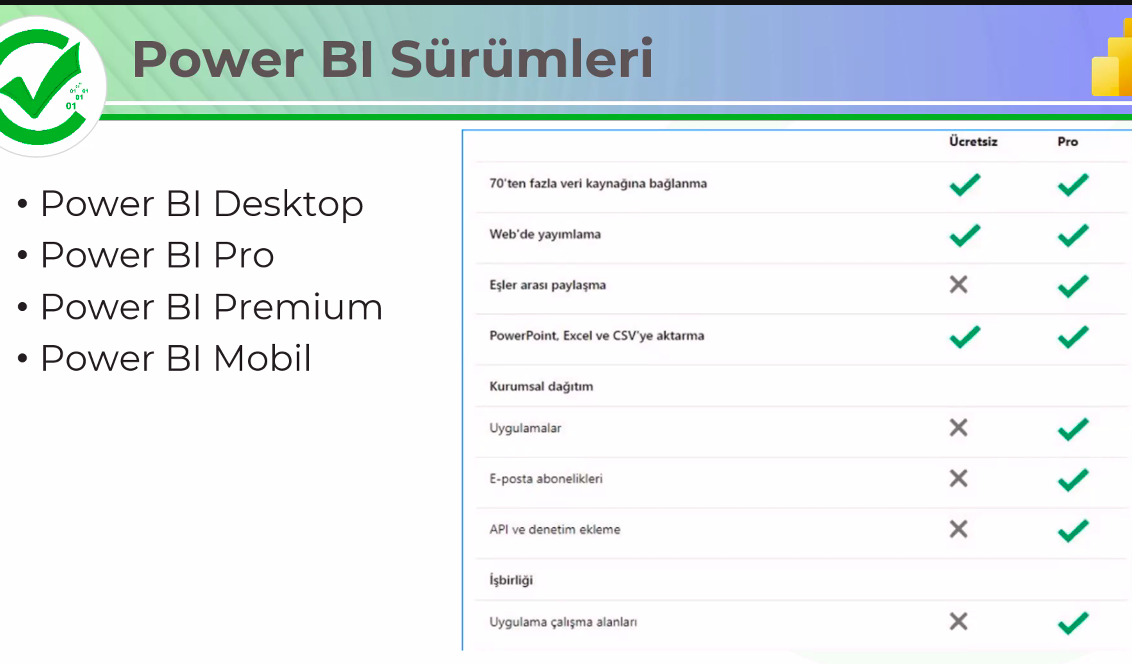 Power BI Sürümleri
01 01
01
01
• Power BI Desktop
• Power BI Pro
• Power BI Premium
• Power BI Mobil
Ücretsiz Pro
70'ten fazla veri kaynağına bağlanma
Web'de yayımlama
Eşler arası paylaşma
PowerPoint, Excel ve CSV'ye aktarma
Kurumsal dağıtım
Uygulamalar
E-posta abonelikleri
API ve denetim ekleme
İşbirliği
Uygulama çalışma alanları